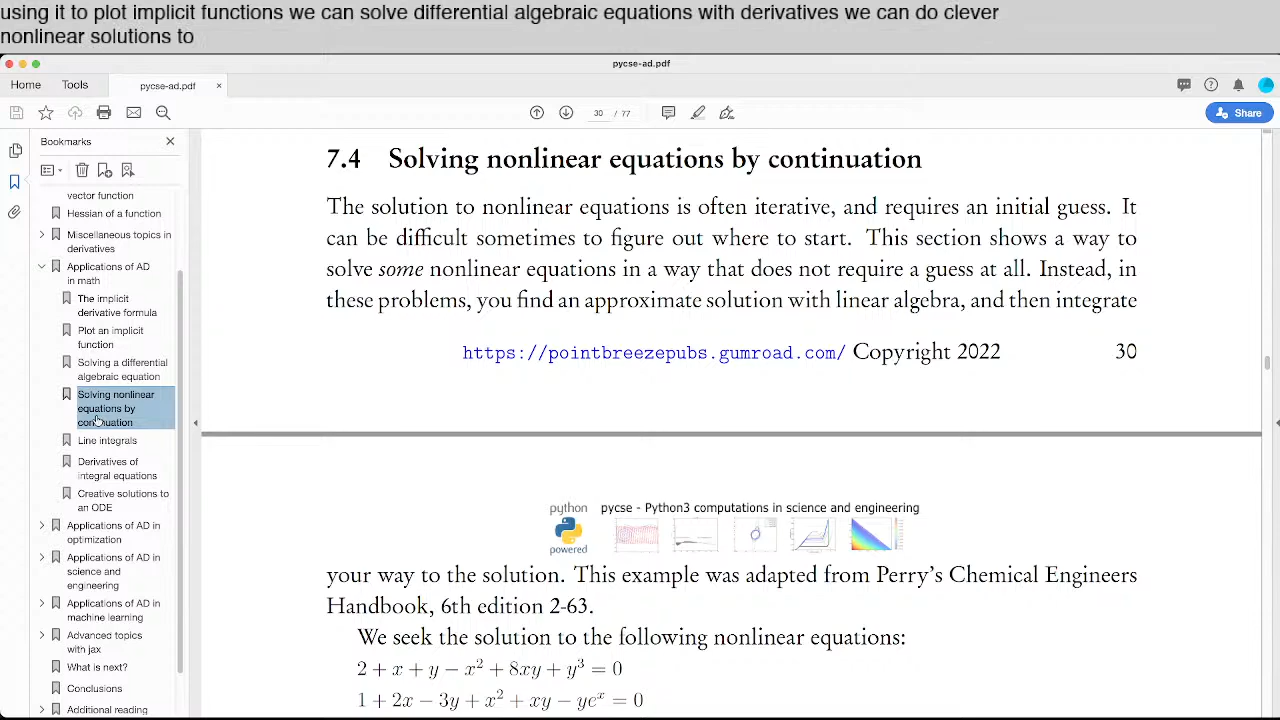 using it to plot implicit functions we can solve differential algebraic equations with derivatives we can do clever
nonlinear solutions to
pycse-ad.pdf
Home
Tools
pycse-ad.pdf
×
30 / 77
Share
Bookmarks
vector function
Hessian of a function
Miscellaneous topics in
derivatives
Applications of AD
in math
The implicit
derivative formula
Plot an implicit
function
Solving a differential
algebraic equation
Solving nonlinear
equations by
continuation
Line integrals
Derivatives of
integral equations
Creative solutions to
an ODE
Applications of AD in
optimization
Applications of AD in
science and
engineering
Applications of AD in
machine learning
Advanced topics
with jax
What is next?
Conclusions
Additional reading
7.4 Solving nonlinear equations by continuation
The solution to nonlinear equations is often iterative, and requires an initial guess. It
can be difficult sometimes to figure out where to start. This section shows a way to
solve some nonlinear equations in a way that does not require a guess at all. Instead, in
these problems, you find an approximate solution with linear algebra, and then integrate
https://pointbreezepubs.gumroad.com/ Copyright 2022 30
python
powered
pycse - Python3 computations in science and engineering
your way to the solution. This example was adapted from Perry's Chemical Engineers
Handbook, 6th edition 2-63.
We seek the solution to the following nonlinear equations:
2 + x + y − x² + 8xy + y³ = 0
1 + 2x − 3y + x² + xy − yeˣ = 0